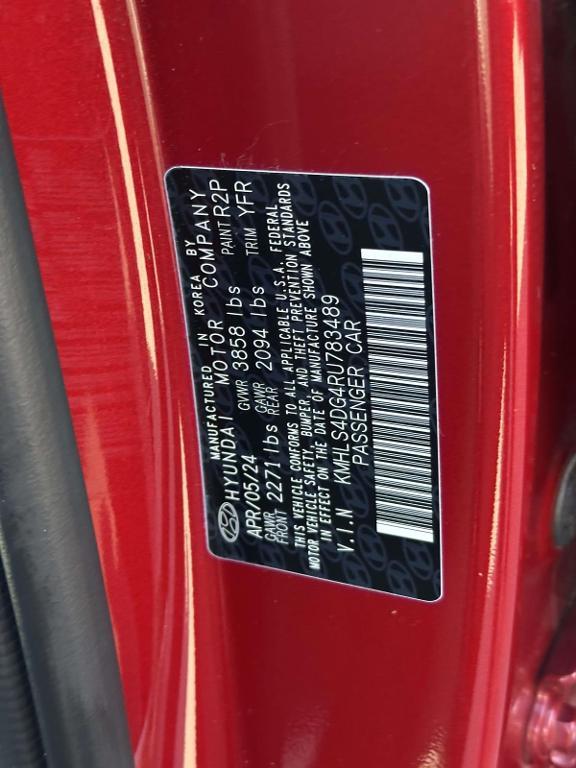 MANUFACTURED IN KOREA BY
HYUNDAI MOTOR COMPANY
APR/05/24 GVWR 3858 lbs PAINT R2P
GAWR FRONT 2271 lbs GAWR REAR 2094 lbs TRIM YFR
THIS VEHICLE CONFORMS TO ALL APPLICABLE U.S.A. FEDERAL
MOTOR VEHICLE SAFETY, BUMPER, AND THEFT PREVENTION STANDARDS
IN EFFECT ON THE DATE OF MANUFACTURE SHOWN ABOVE
V.I.N KMHLS4DG4RU783489
PASSENGER CAR